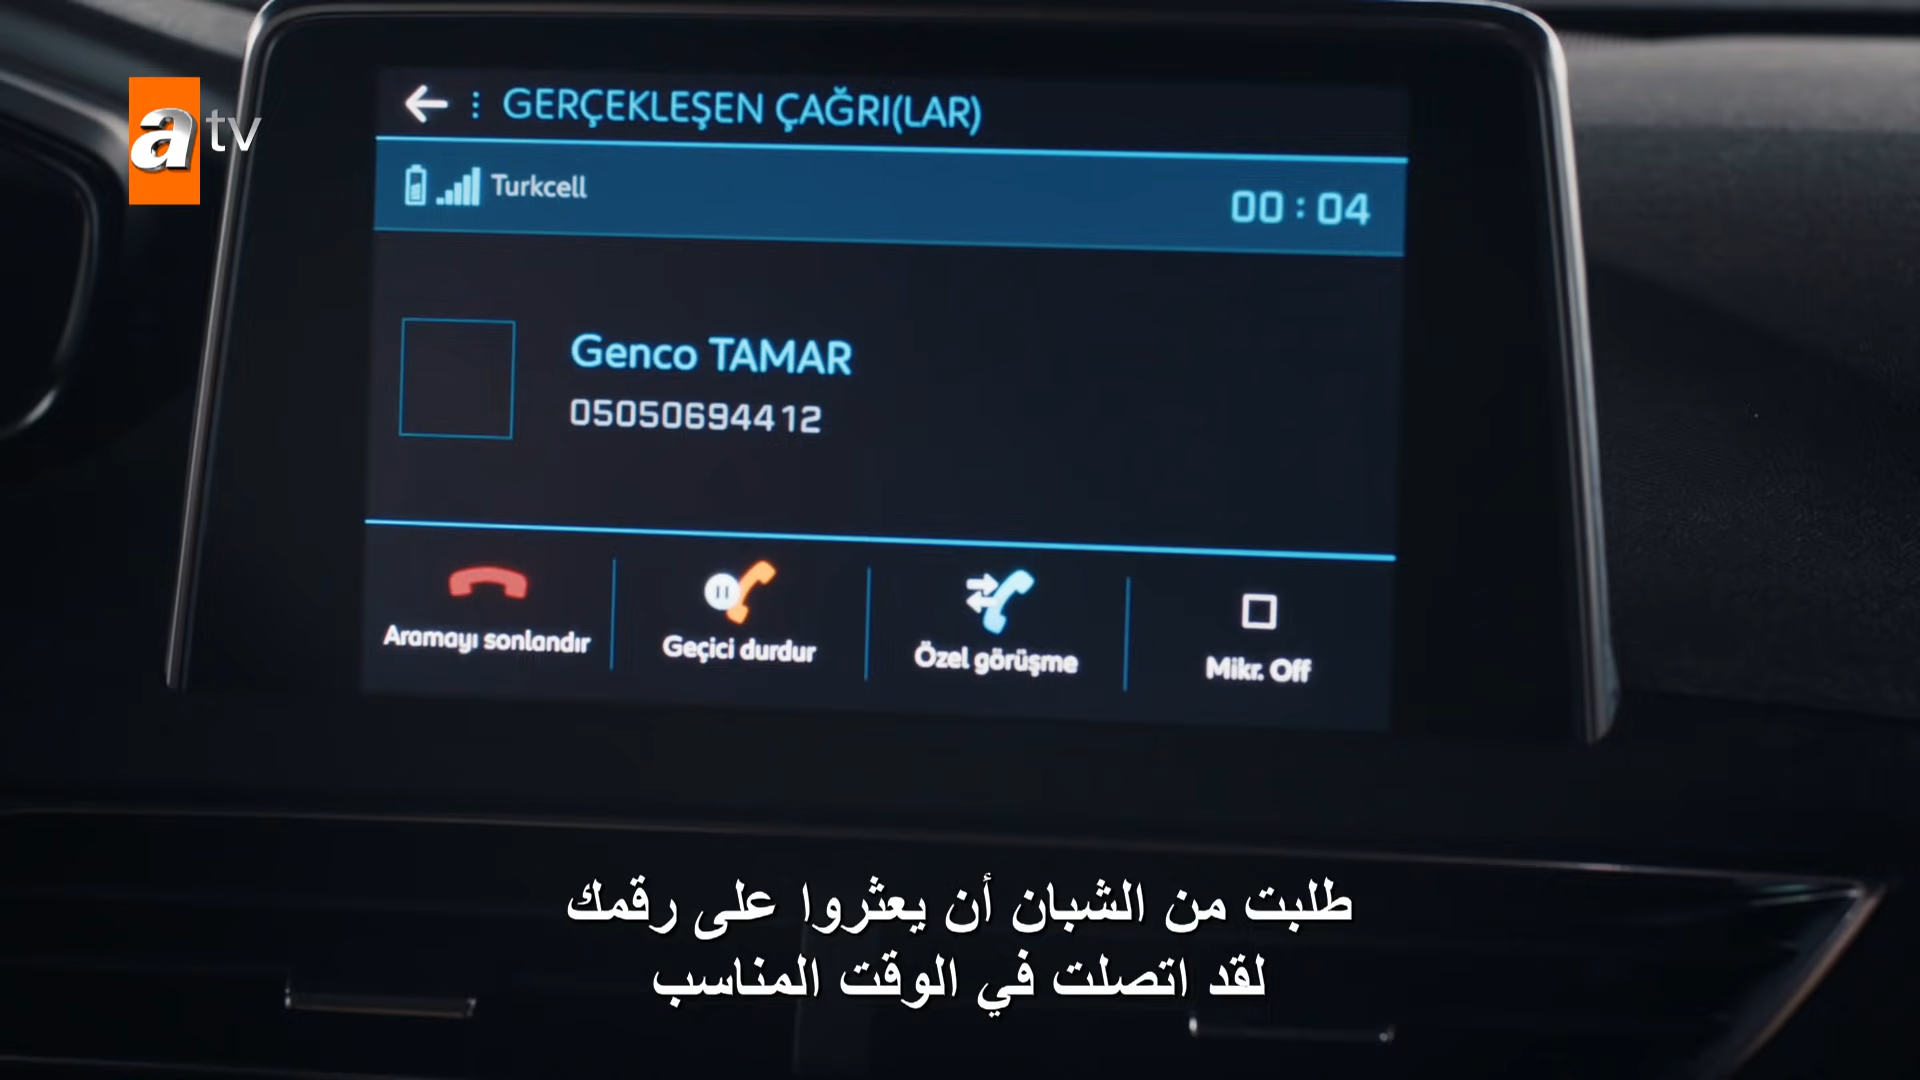 atv
GERÇEKLEŞEN ÇAĞRI(LAR)
Turkcell
00:04
Genco TAMAR
05050694412
Aramayı sonlandır
Geçici durdur
Özel görüşme
Mikr. Off
طلبت من الشبان أن يعثروا على رقمك
لقد اتصلت في الوقت المناسب